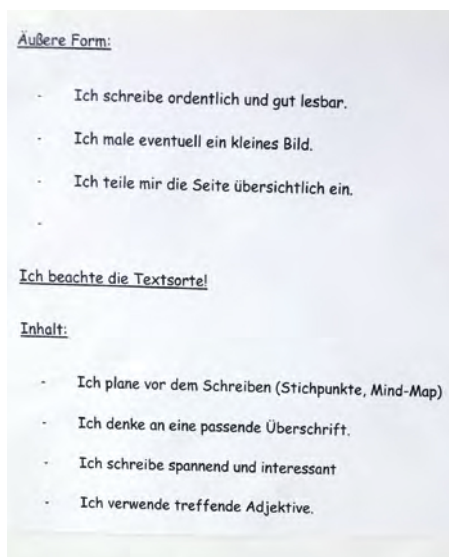 Äußere Form:
- Ich schreibe ordentlich und gut lesbar.
- Ich male eventuell ein kleines Bild.
- Ich teile mir die Seite übersichtlich ein.
-
Ich beachte die Textsorte!
Inhalt:
- Ich plane vor dem Schreiben (Stichpunkte, Mind-Map)
- Ich denke an eine passende Überschrift.
- Ich schreibe spannend und interessant
- Ich verwende treffende Adjektive.